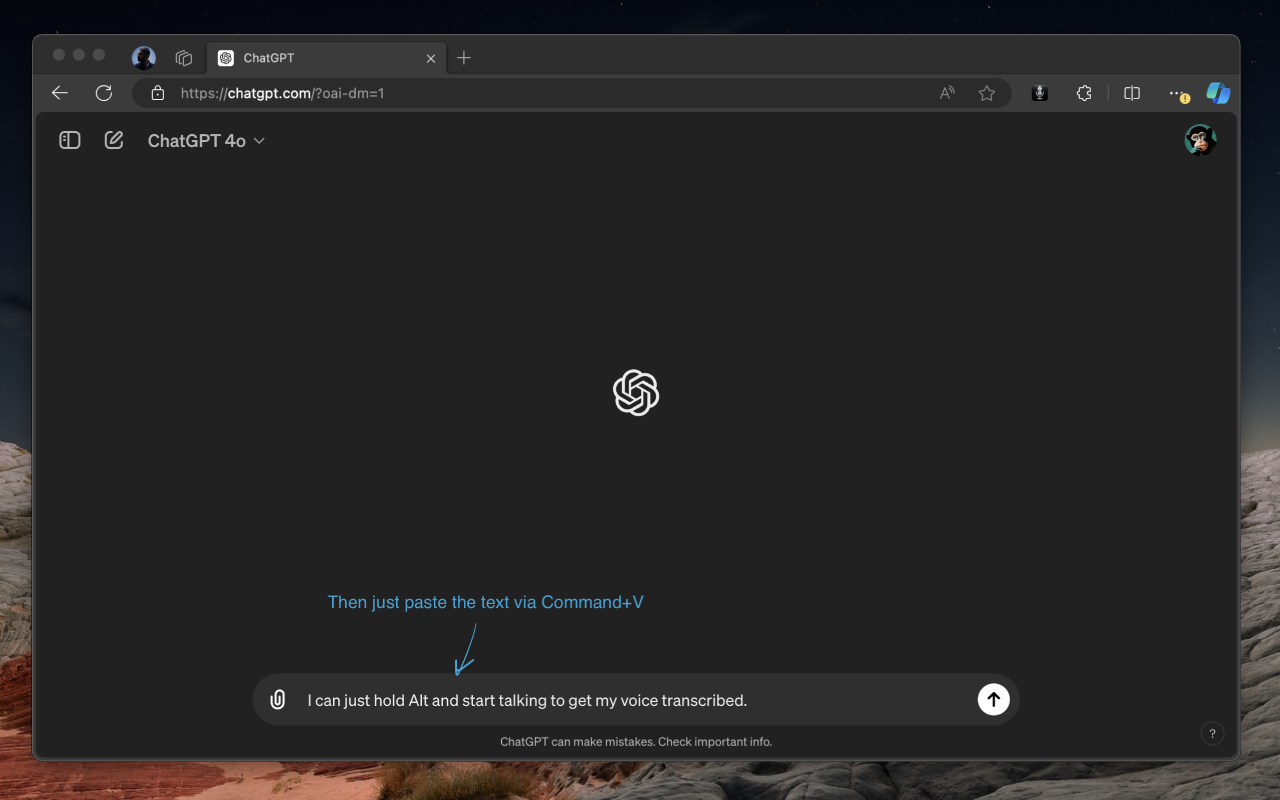 ChatGPT
https://chatgpt.com/?oai-dm=1
ChatGPT 4o
Then just paste the text via Command+V
I can just hold Alt and start talking to get my voice transcribed.
ChatGPT can make mistakes. Check important info.
?